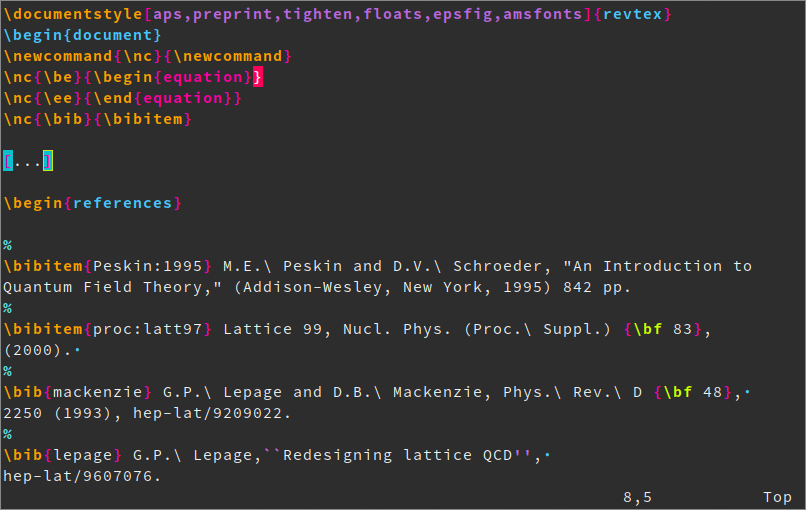 \documentstyle[aps,preprint,tighten,floats,epsfig,amsfonts]{revtex}
\begin{document}
\newcommand{\nc}{\newcommand}
\nc{\be}{\begin{equation}}
\nc{\ee}{\end{equation}}
\nc{\bib}{\bibitem}
[...]
\begin{references}
%
\bibitem{Peskin:1995} M.E.\ Peskin and D.V.\ Schroeder, "An Introduction to
Quantum Field Theory," (Addison-Wesley, New York, 1995) 842 pp.
%
\bibitem{proc:latt97} Lattice 99, Nucl. Phys. (Proc.\ Suppl.) {\bf 83},
(2000).·
%
\bib{mackenzie} G.P.\ Lepage and D.B.\ Mackenzie, Phys.\ Rev.\ D {\bf 48},·
2250 (1993), hep-lat/9209022.
%
\bib{lepage} G.P.\ Lepage,``Redesigning lattice QCD'',·
hep-lat/9607076.
8,5 Top